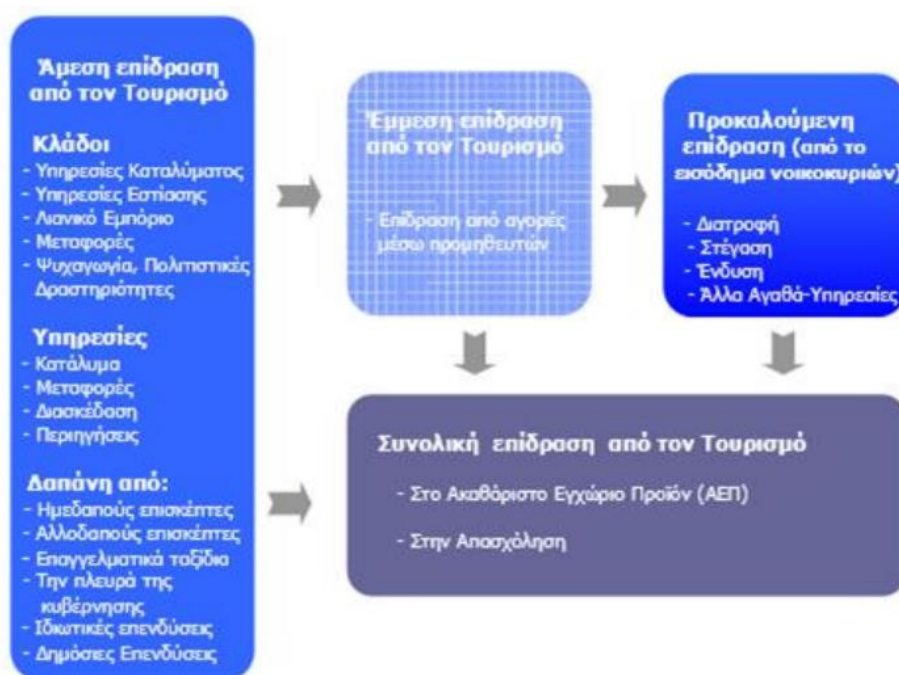 Άμεση επίδραση
από τον Τουρισμό
Κλάδοι
- Υπηρεσίες Καταλύματος
- Υπηρεσίες Εστίασης
- Λιανικό Εμπόριο
- Μεταφορές
- Ψυχαγωγία, Πολιτιστικές
Δραστηριότητες
Υπηρεσίες
- Κατάλυμα
- Μεταφορές
- Διασκέδαση
- Περιηγήσεις
Δαπάνη από:
- Ημεδαπούς επισκέπτες
- Αλλοδαπούς επισκέπτες
- Επαγγελματικά ταξίδια
- Την πλευρά της
κυβέρνησης
- Ιδιωτικές επενδύσεις
- Δημόσιες Επενδύσεις
Έμμεση επίδραση
από τον Τουρισμό
- Επίδραση από αγορές
μέσω προμηθευτών
Προκαλούμενη
επίδραση (από το
εισόδημα νοικοκυριών)
- Διατροφή
- Στέγαση
- Ένδυση
- Άλλα Αγαθά-Υπηρεσίες
Συνολική επίδραση από τον Τουρισμό
- Στο Ακαθάριστο Εγχώριο Προϊόν (ΑΕΠ)
- Στην Απασχόληση